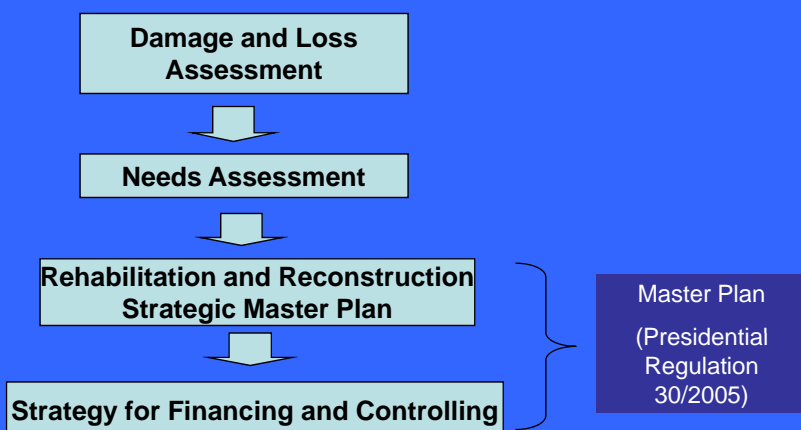 Damage and Loss
Assessment
Needs Assessment
Rehabilitation and Reconstruction
Strategic Master Plan
Strategy for Financing and Controlling
Master Plan
(Presidential
Regulation
30/2005)